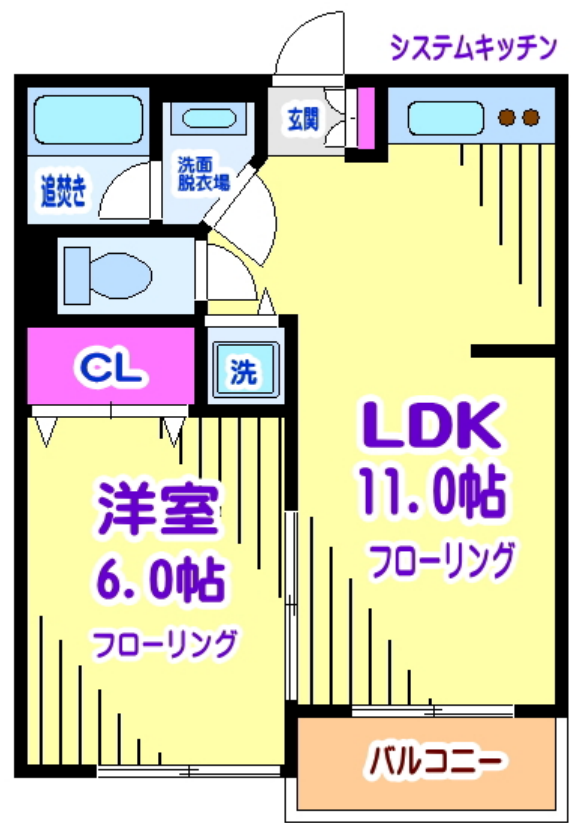 システムキッチン
玄関
追焚き
洗面
脱衣場
CL
洗
LDK
11.0帖
フローリング
洋室
6.0帖
フローリング
バルコニー